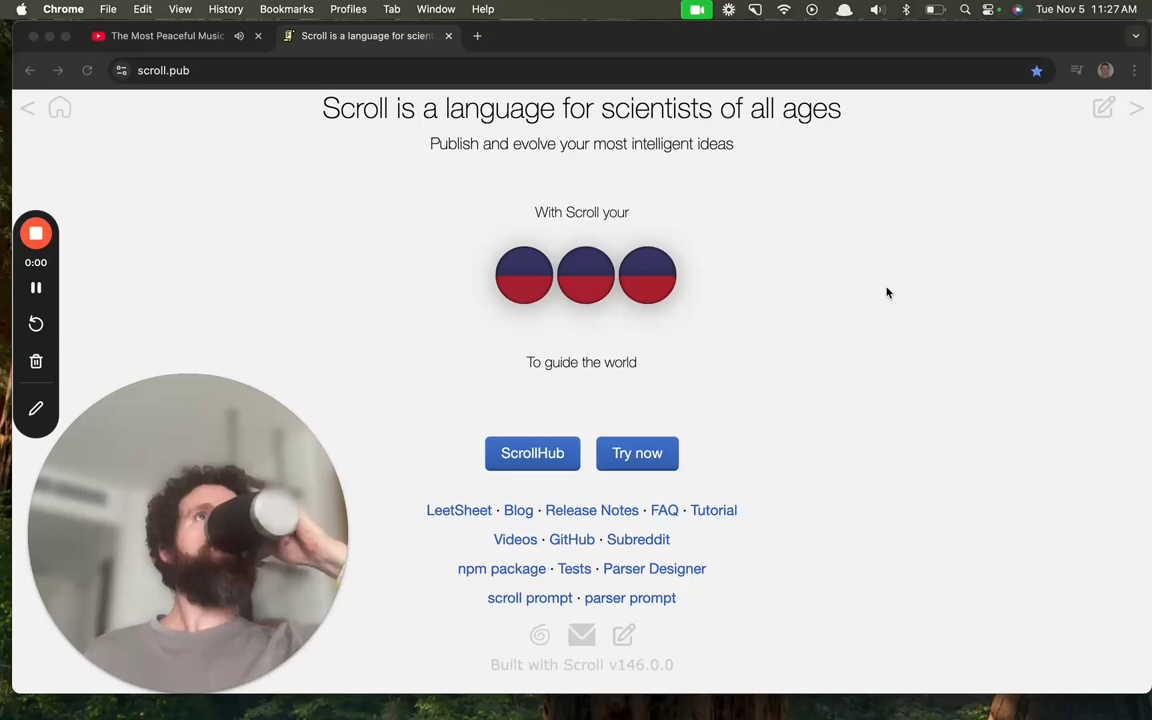 Chrome File Edit View History Bookmarks Profiles Tab Window Help Tue Nov 5 11:27 AM
The Most Peaceful Music Scroll is a language for scient
scroll.pub
Scroll is a language for scientists of all ages
Publish and evolve your most intelligent ideas
With Scroll your
0:00
To guide the world
ScrollHub Try now
LeetSheet · Blog · Release Notes · FAQ · Tutorial
Videos · GitHub · Subreddit
npm package · Tests · Parser Designer
scroll prompt · parser prompt
Built with Scroll v146.0.0